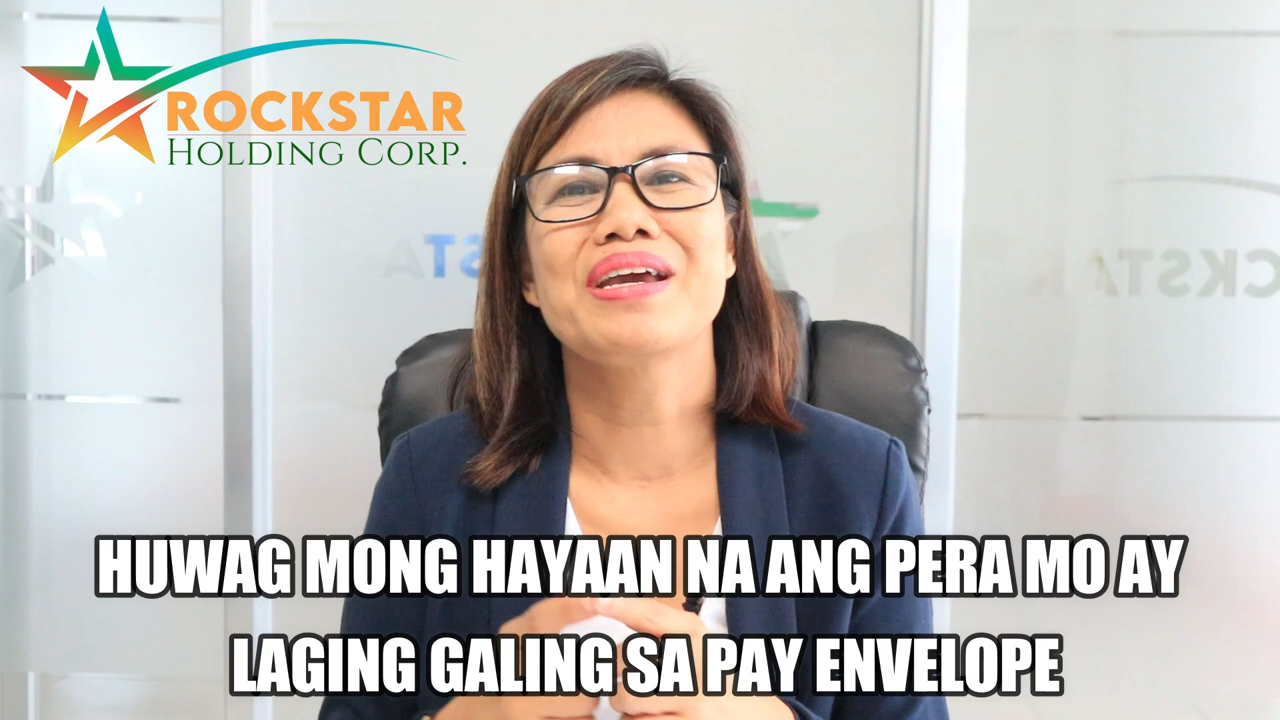 ROCKSTAR
HOLDING CORP.
HUWAG MONG HAYAAN NA ANG PERA MO AY
LAGING GALING SA PAY ENVELOPE